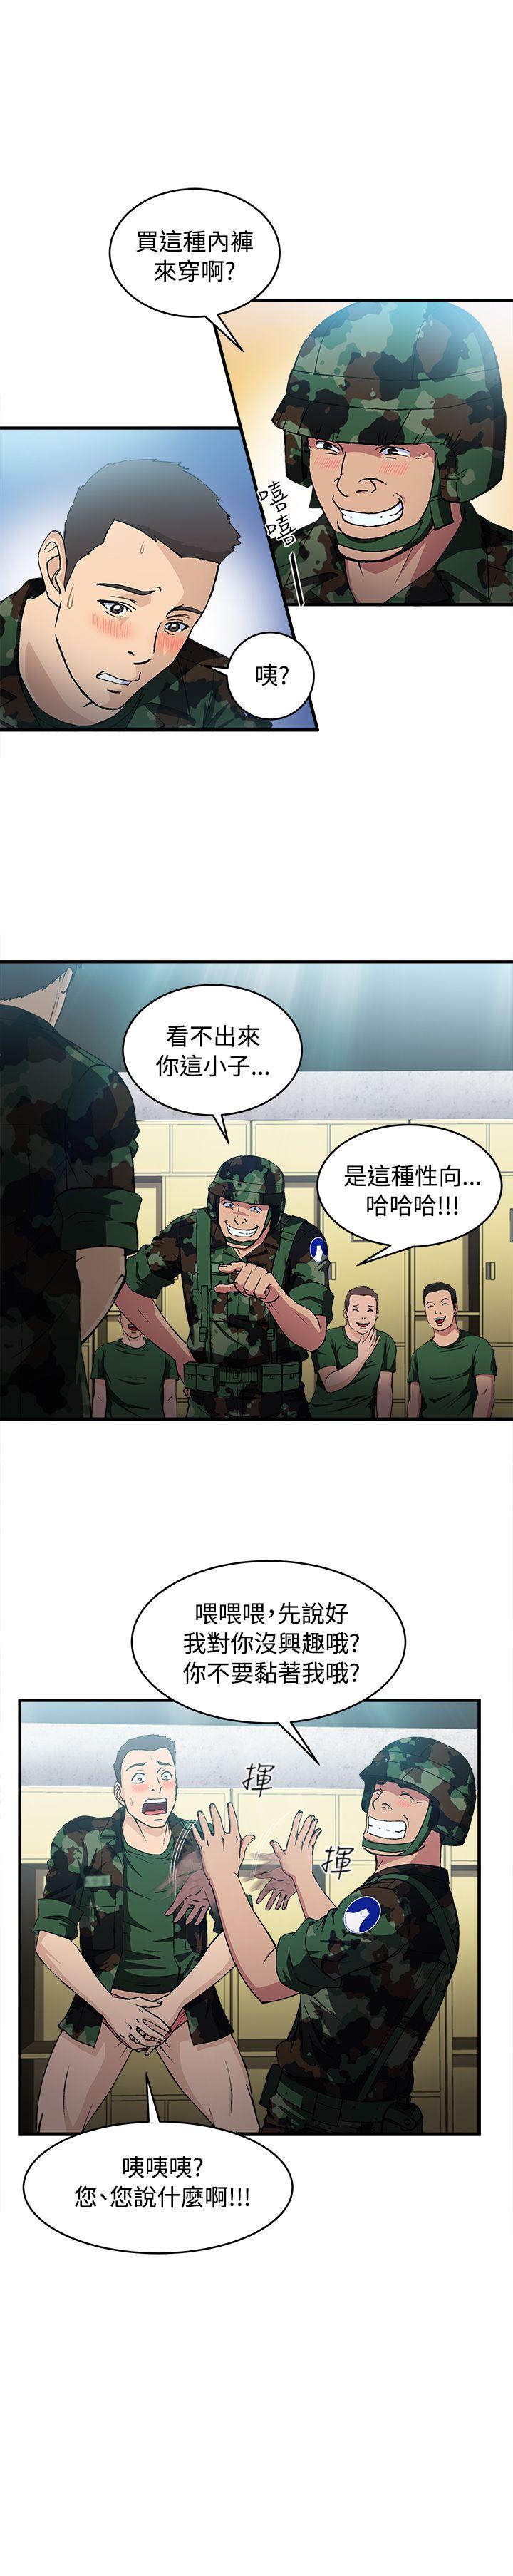 買這種內褲
來穿啊?
嘻
嘻
咦?
看不出來
你這小子...
是這種性向...
哈哈哈!!!
喂喂喂,先說好
我對你沒興趣哦?
你不要黏著我哦?
揮
揮
咦咦咦?
您、您說什麼啊!!!